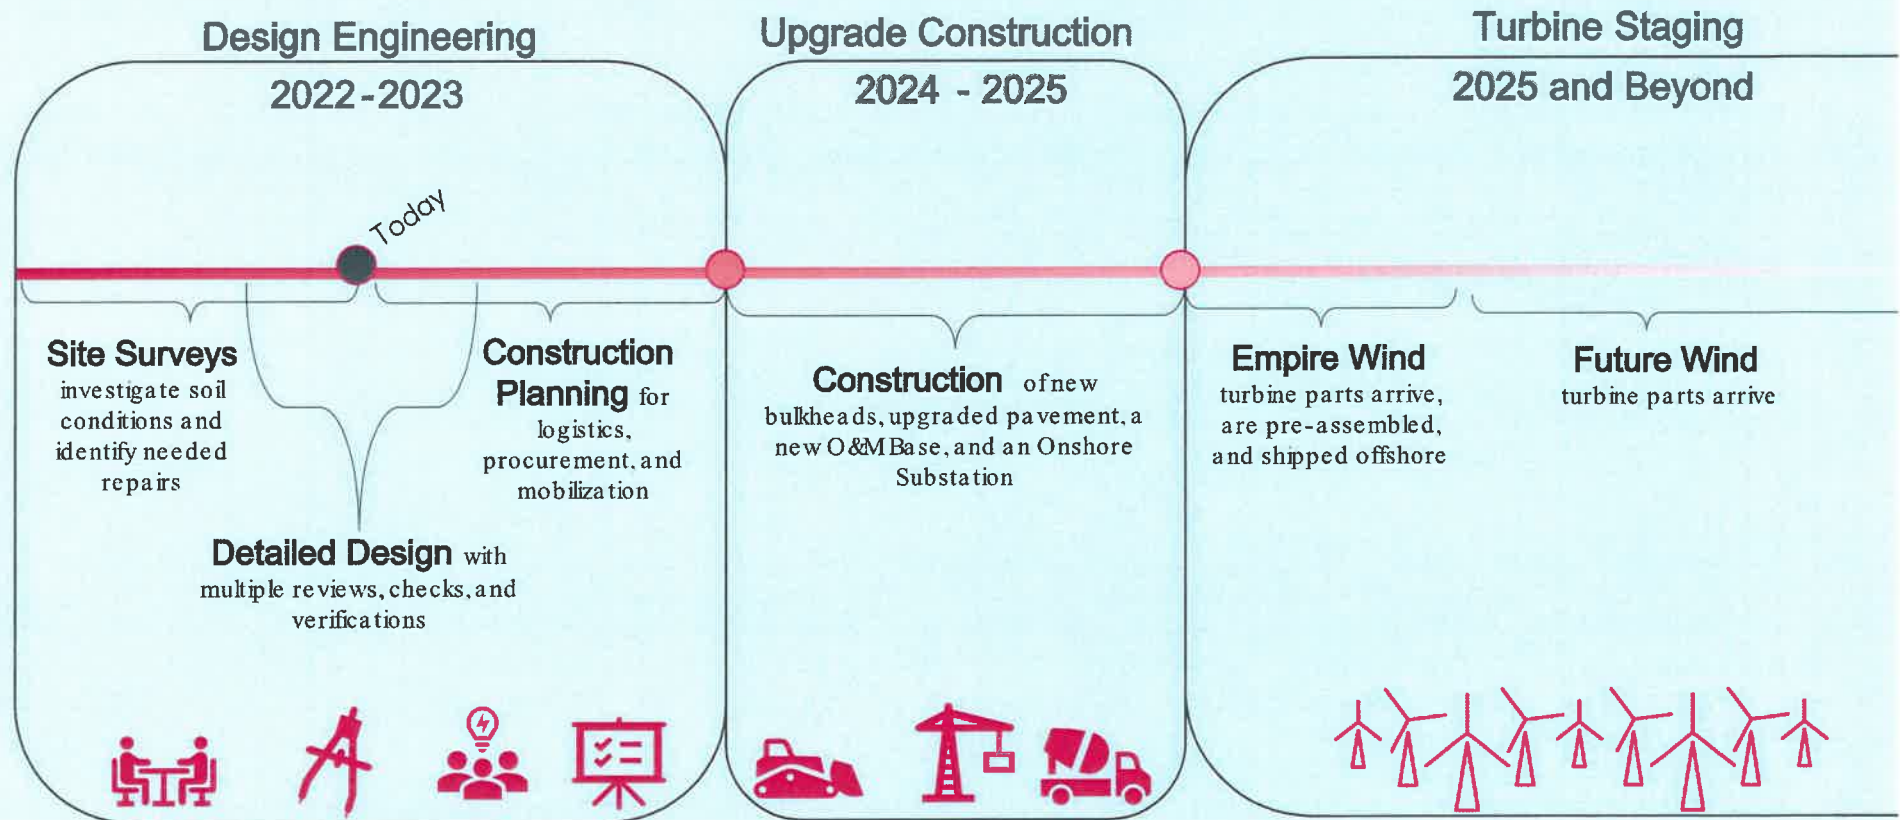 Design Engineering
2022-2023
Upgrade Construction
2024 - 2025
Turbine Staging
2025 and Beyond
Today
Site Surveys
investigate soil
conditions and
identify needed
repairs
Detailed Design with
multiple reviews, checks, and
verifications
Construction
Planning for
logistics,
procurement, and
mobilization
Construction of new
bulkheads, upgraded pavement, a
new O&M Base, and an Onshore
Substation
Empire Wind
turbine parts arrive,
are pre-assembled,
and shipped offshore
Future Wind
turbine parts arrive